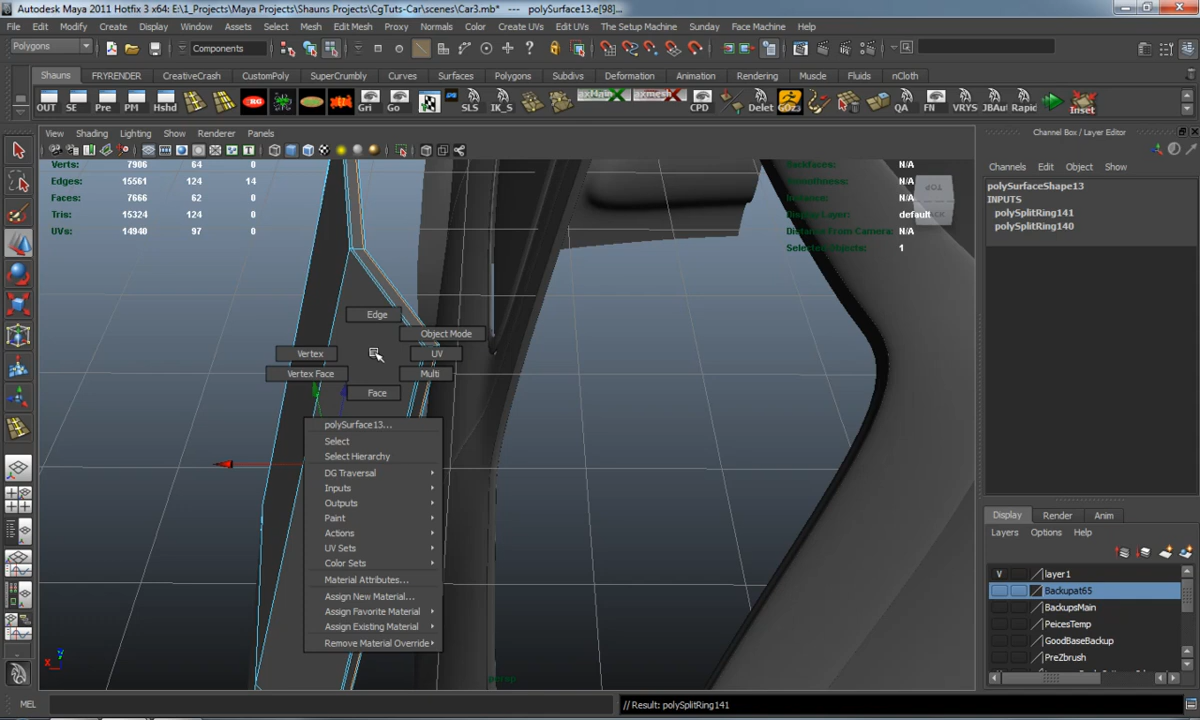 Autodesk Maya 2011 Hotfix 3 x64: E:\1_Projects\Maya Projects\Shauns Projects\CgTuts-Car\scenes\Car3.mb* --- polySurface13.e[98]...
File Edit Modify Create Display Window Assets Select Mesh Edit Mesh Proxy Normals Color Create UVs Edit UVs The Super Menu Sunday Face Machine Help
Polygons Components
Shauns FRYRENDER CreativeCrash CustomPoly SuperCrumbly Curves Surfaces Polygons Subdivs Deformation Animation Rendering Muscle Fluids nCloth
OUT SE Pre PM Hshd Gri Go SLS IK_S CPD Delet GOz3 QA FN VRYS JBAut Rapic Inset
View Shading Lighting Show Renderer Panels
Channel Box / Layer Editor
Channels Edit Object Show
Verts: 7906 64 0
Edges: 15561 124 14
Faces: 7666 62 0
Tris: 15324 124 0
UVs: 14940 97 0
Backfaces: N/A
Smoothness: N/A
Instance: N/A
Display Layer: default
Distance From Camera: N/A
Selected Objects: 1
TOP
BACK
polySurfaceShape13
INPUTS
polySplitRing141
polySplitRing140
Edge
Object Mode
Vertex
UV
Vertex Face
Multi
Face
polySurface13...
Select
Select Hierarchy
DG Traversal
Inputs
Outputs
Paint
Actions
UV Sets
Color Sets
Material Attributes...
Assign New Material...
Assign Favorite Material
Assign Existing Material
Remove Material Override
Display Render Anim
Layers Options Help
V layer1
Backupat65
BackupsMain
PeicesTemp
GoodBaseBackup
PreZbrush
persp
MEL
// Result: polySplitRing141